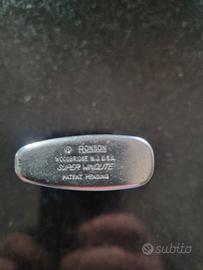 ® RONSON
WOODBRIDGE N.J. U.S.A.
SUPER WINDLITE
PATENT PENDING
subito